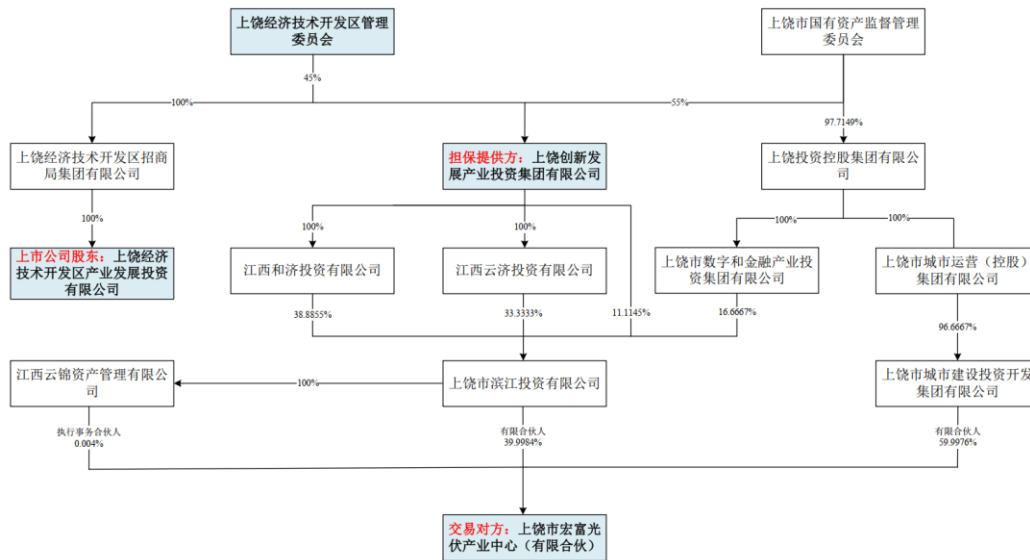 上饶经济技术开发区管理
委员会
上饶市国有资产监督管理
委员会
45%
100%
55%
97.7149%
上饶经济技术开发区招商
局集团有限公司
担保提供方：上饶创新发
展产业投资集团有限公司
上饶投资控股集团有限公
司
100%
100%
100%
100%
100%
上市公司股东：上饶经济
技术开发区产业发展投资
有限公司
江西和济投资有限公司
江西云济投资有限公司
上饶市数字和金融产业投
资集团有限公司
上饶市城市运营（控股）
集团有限公司
38.8855%
33.3333%
11.1145%
16.6667%
96.6667%
江西云锦资产管理有限公
司
100%
上饶市滨江投资有限公司
上饶市城市建设投资开发
集团有限公司
执行事务合伙人
0.004%
有限合伙人
39.9984%
有限合伙人
59.9976%
交易对方：上饶市宏富光
伏产业中心（有限合伙）